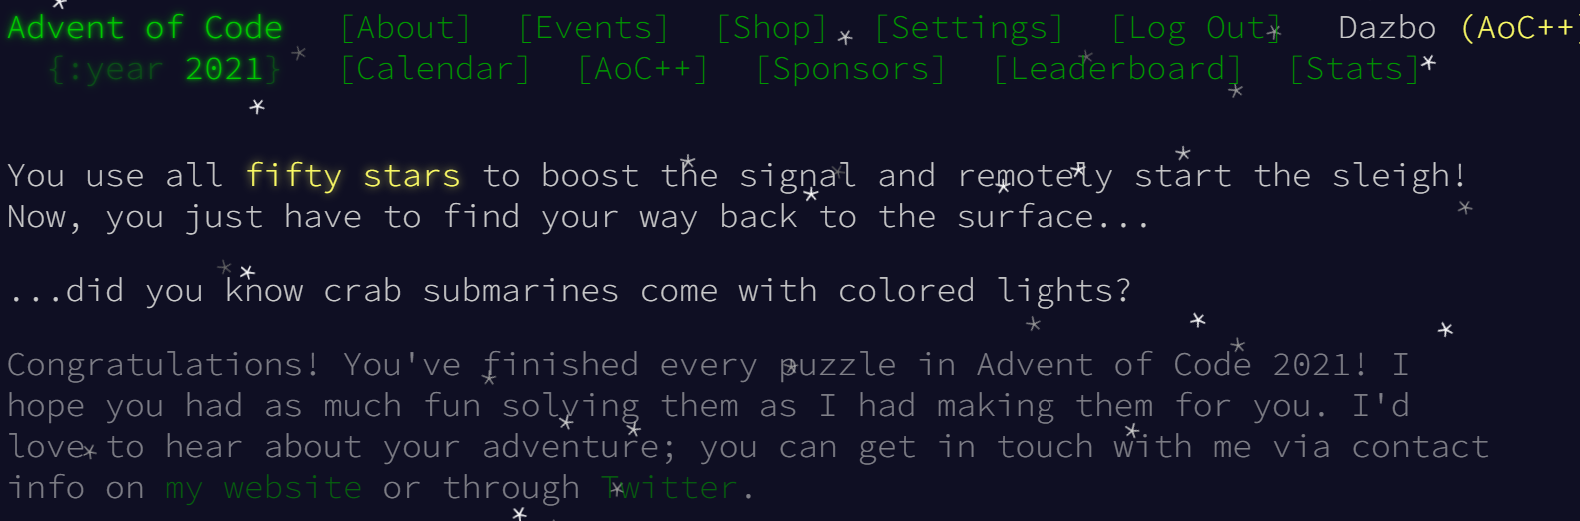 Advent of Code [About] [Events] [Shop] [Settings] [Log Out] Dazbo (AoC++)
{:year 2021} [Calendar] [AoC++] [Sponsors] [Leaderboard] [Stats]
You use all fifty stars to boost the signal and remotely start the sleigh!
Now, you just have to find your way back to the surface...
...did you know crab submarines come with colored lights?
Congratulations! You've finished every puzzle in Advent of Code 2021! I
hope you had as much fun solving them as I had making them for you. I'd
love to hear about your adventure; you can get in touch with me via contact
info on my website or through Twitter.